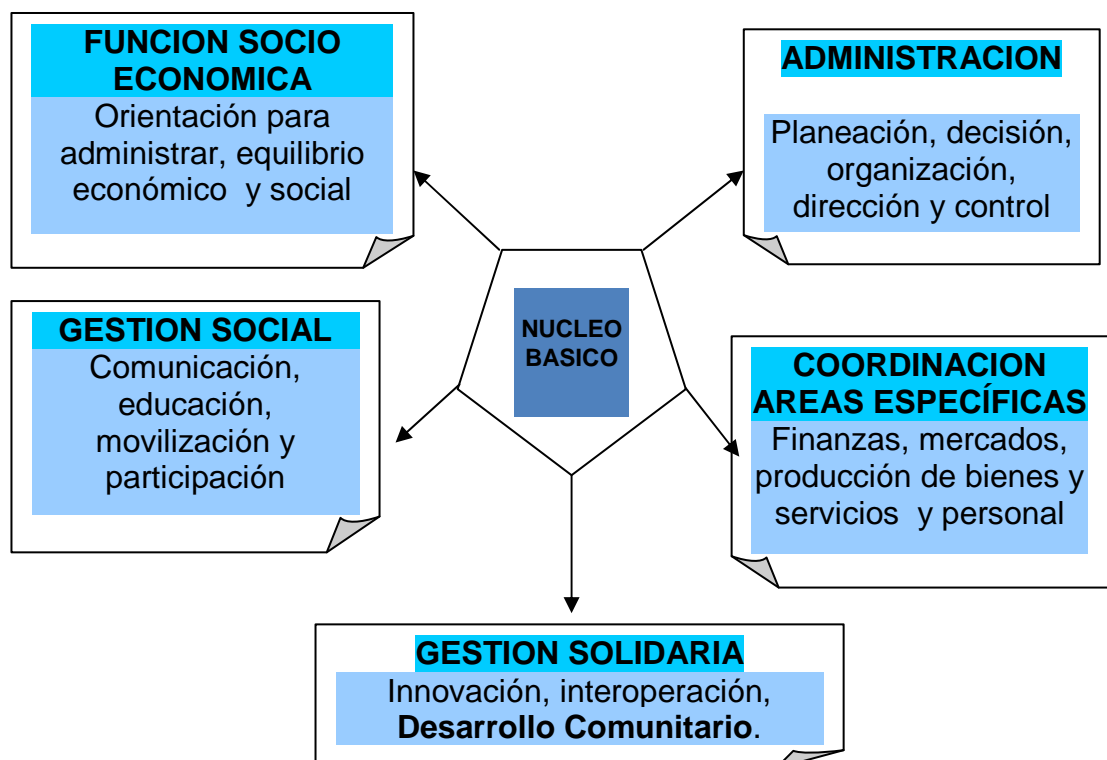 FUNCION SOCIO
ECONOMICA
Orientación para
administrar, equilibrio
económico y social
ADMINISTRACION
Planeación, decisión,
organización,
dirección y control
GESTION SOCIAL
Comunicación,
educación,
movilización y
participación
NUCLEO
BASICO
COORDINACION
AREAS ESPECÍFICAS
Finanzas, mercados,
producción de bienes y
servicios y personal
GESTION SOLIDARIA
Innovación, interoperación,
Desarrollo Comunitario.